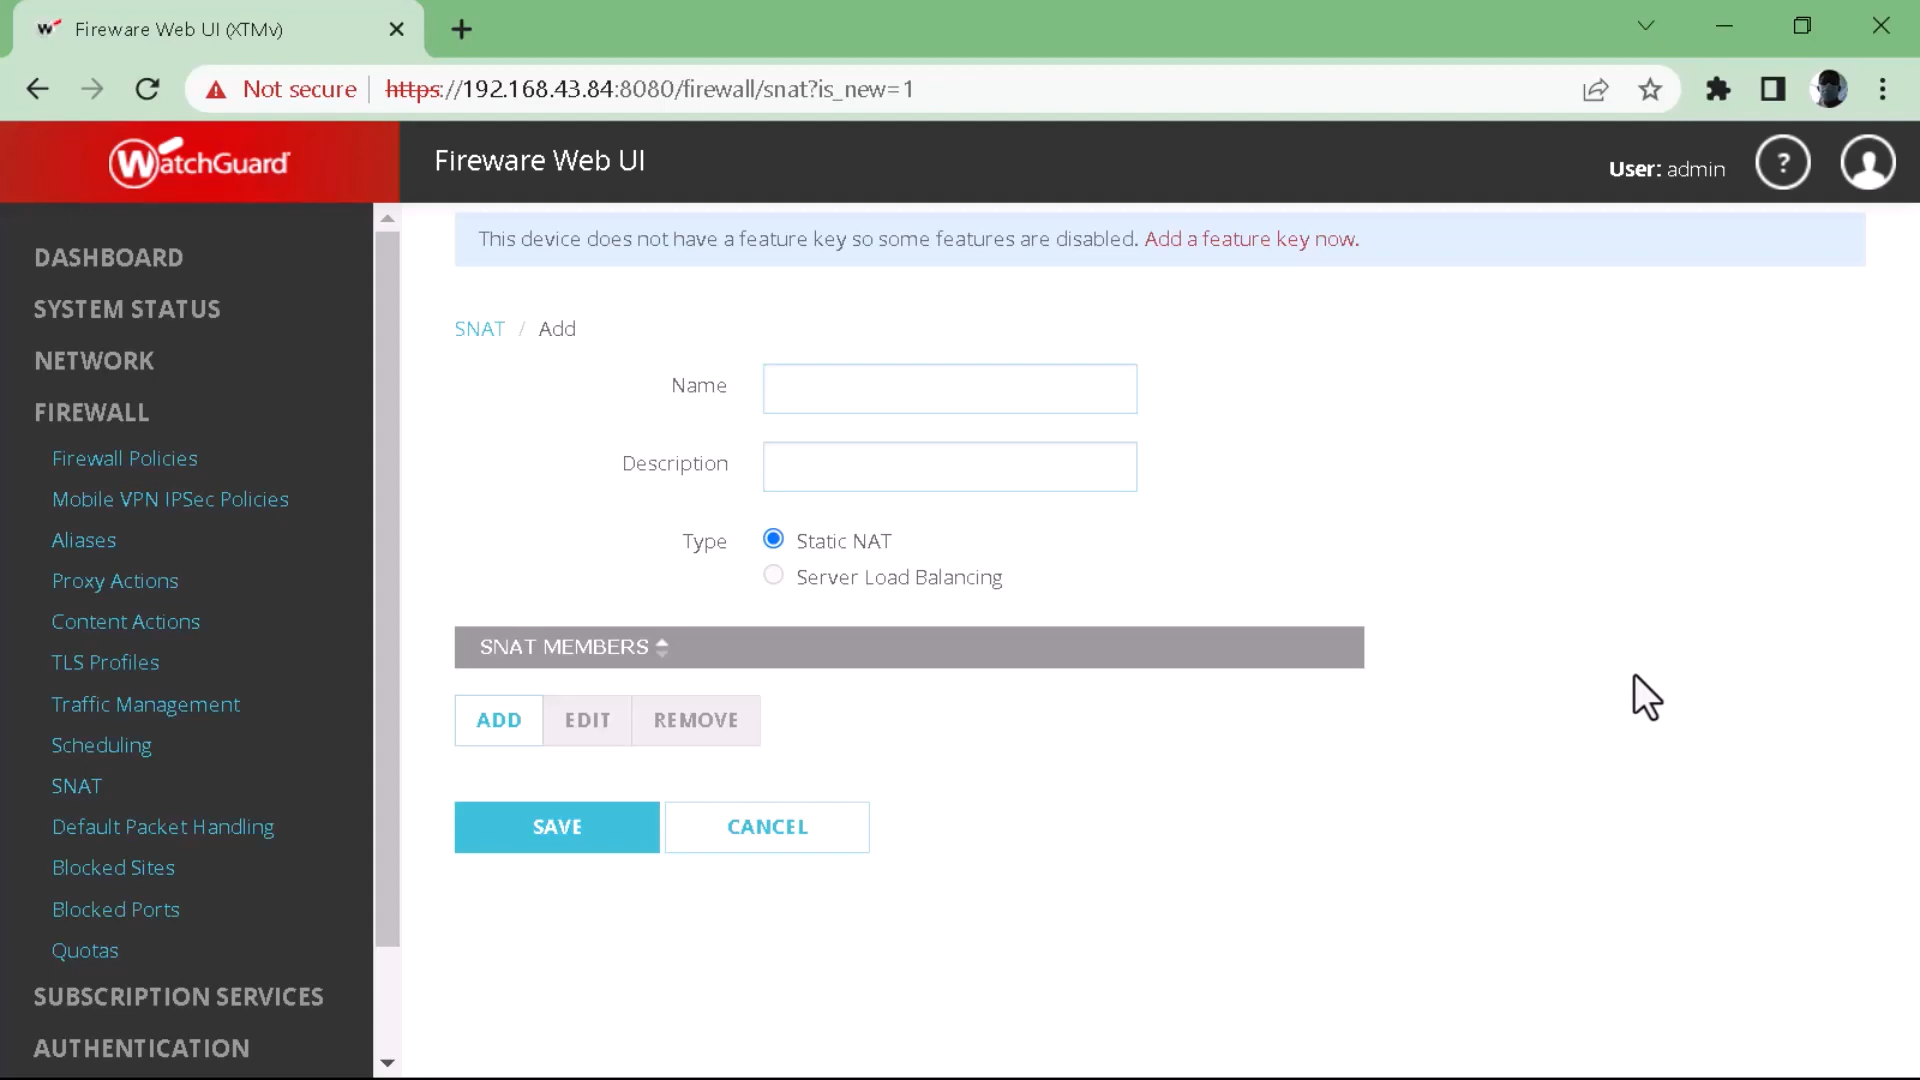 Fireware Web UI (XTMv)
Not secure
https://192.168.43.84:8080/firewall/snat?is_new=1
WatchGuard
Fireware Web UI
User: admin
?
This device does not have a feature key so some features are disabled. Add a feature key now.
DASHBOARD
SYSTEM STATUS
NETWORK
FIREWALL
Firewall Policies
Mobile VPN IPSec Policies
Aliases
Proxy Actions
Content Actions
TLS Profiles
Traffic Management
Scheduling
SNAT
Default Packet Handling
Blocked Sites
Blocked Ports
Quotas
SUBSCRIPTION SERVICES
AUTHENTICATION
SNAT / Add
Name
Description
Type
Static NAT
Server Load Balancing
SNAT MEMBERS
ADD EDIT REMOVE
SAVE CANCEL